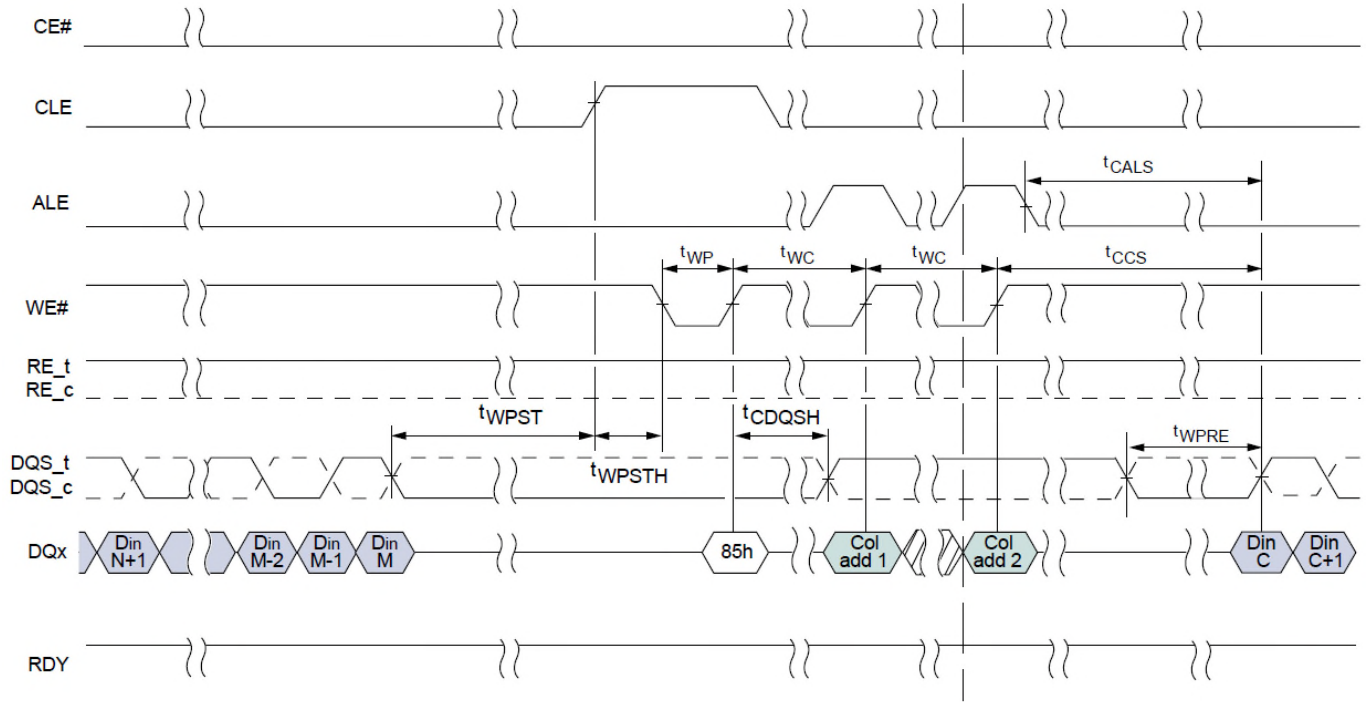 CE#
CLE
tCALS
ALE
tWP tWC tWC tCCS
WE#
RE_t
RE_c
tWPST tCDQSH tWPRE
DQS_t
DQS_c
tWPSTH
DQx
Din N+1
Din M-2
Din M-1
Din M
85h
Col add 1
Col add 2
Din C
Din C+1
RDY